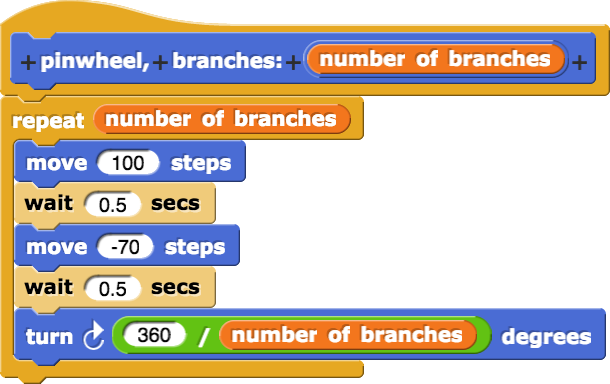 + pinwheel, + branches: + number of branches +
repeat number of branches
move 100 steps
wait 0.5 secs
move -70 steps
wait 0.5 secs
turn 360 / number of branches degrees